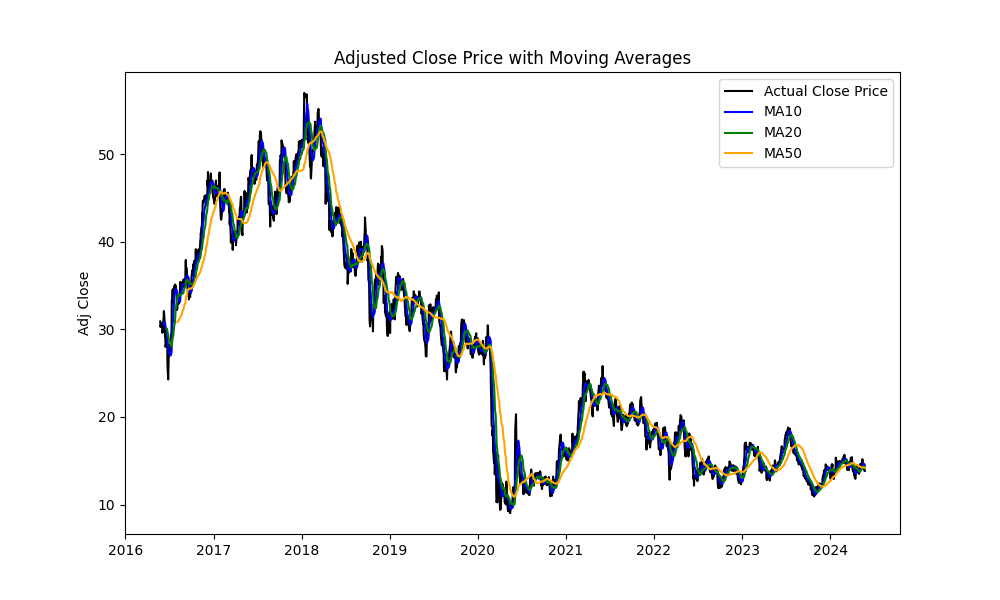 Adjusted Close Price with Moving Averages
Actual Close Price
MA10
MA20
MA50
Adj Close
50
40
30
20
10
2016 2017 2018 2019 2020 2021 2022 2023 2024